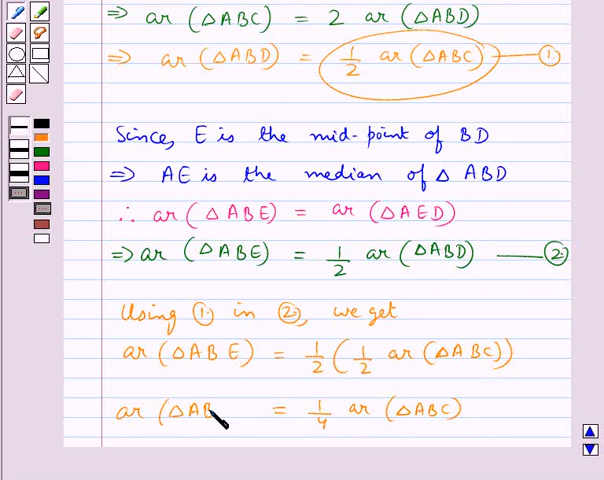 ⇒ ar (△ABC) = 2 ar (△ABD)
⇒ ar (△ABD) = 1/2 ar (△ABC) — ①
Since, E is the mid-point of BD
⇒ AE is the median of △ ABD
∴ ar (△ABE) = ar (△AED)
⇒ ar (△ABE) = 1/2 ar (△ABD) — ②
Using ① in ②, we get
ar (△ABE) = 1/2 (1/2 ar (△ABC))
ar (△AB = 1/4 ar (△ABC)